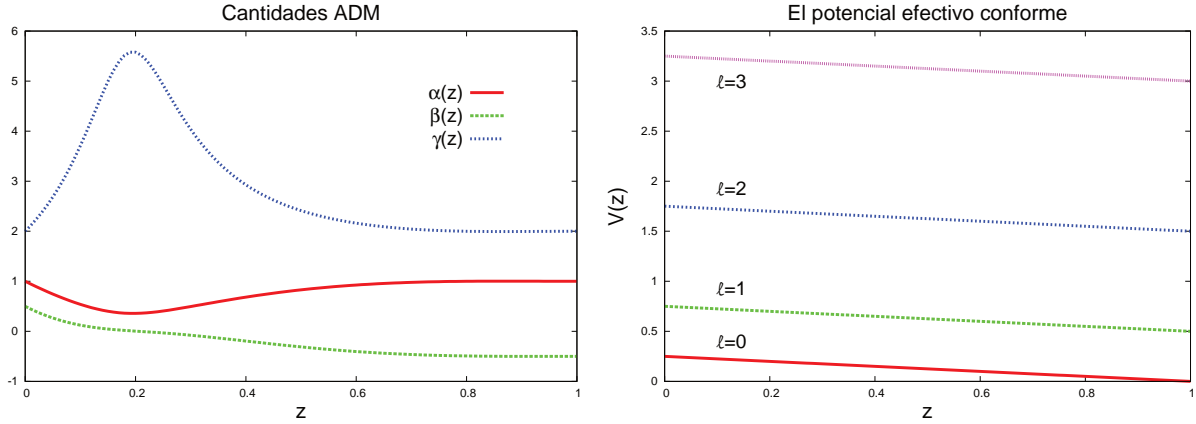 Cantidades ADM
6
5
4
3
2
1
0
-1
0
0.2
0.4
0.6
0.8
1
z
α(z)
β(z)
γ(z)
El potencial efectivo conforme
3.5
3
2.5
2
1.5
1
0.5
0
V(z)
ℓ=3
ℓ=2
ℓ=1
ℓ=0
0
0.2
0.4
0.6
0.8
1
z